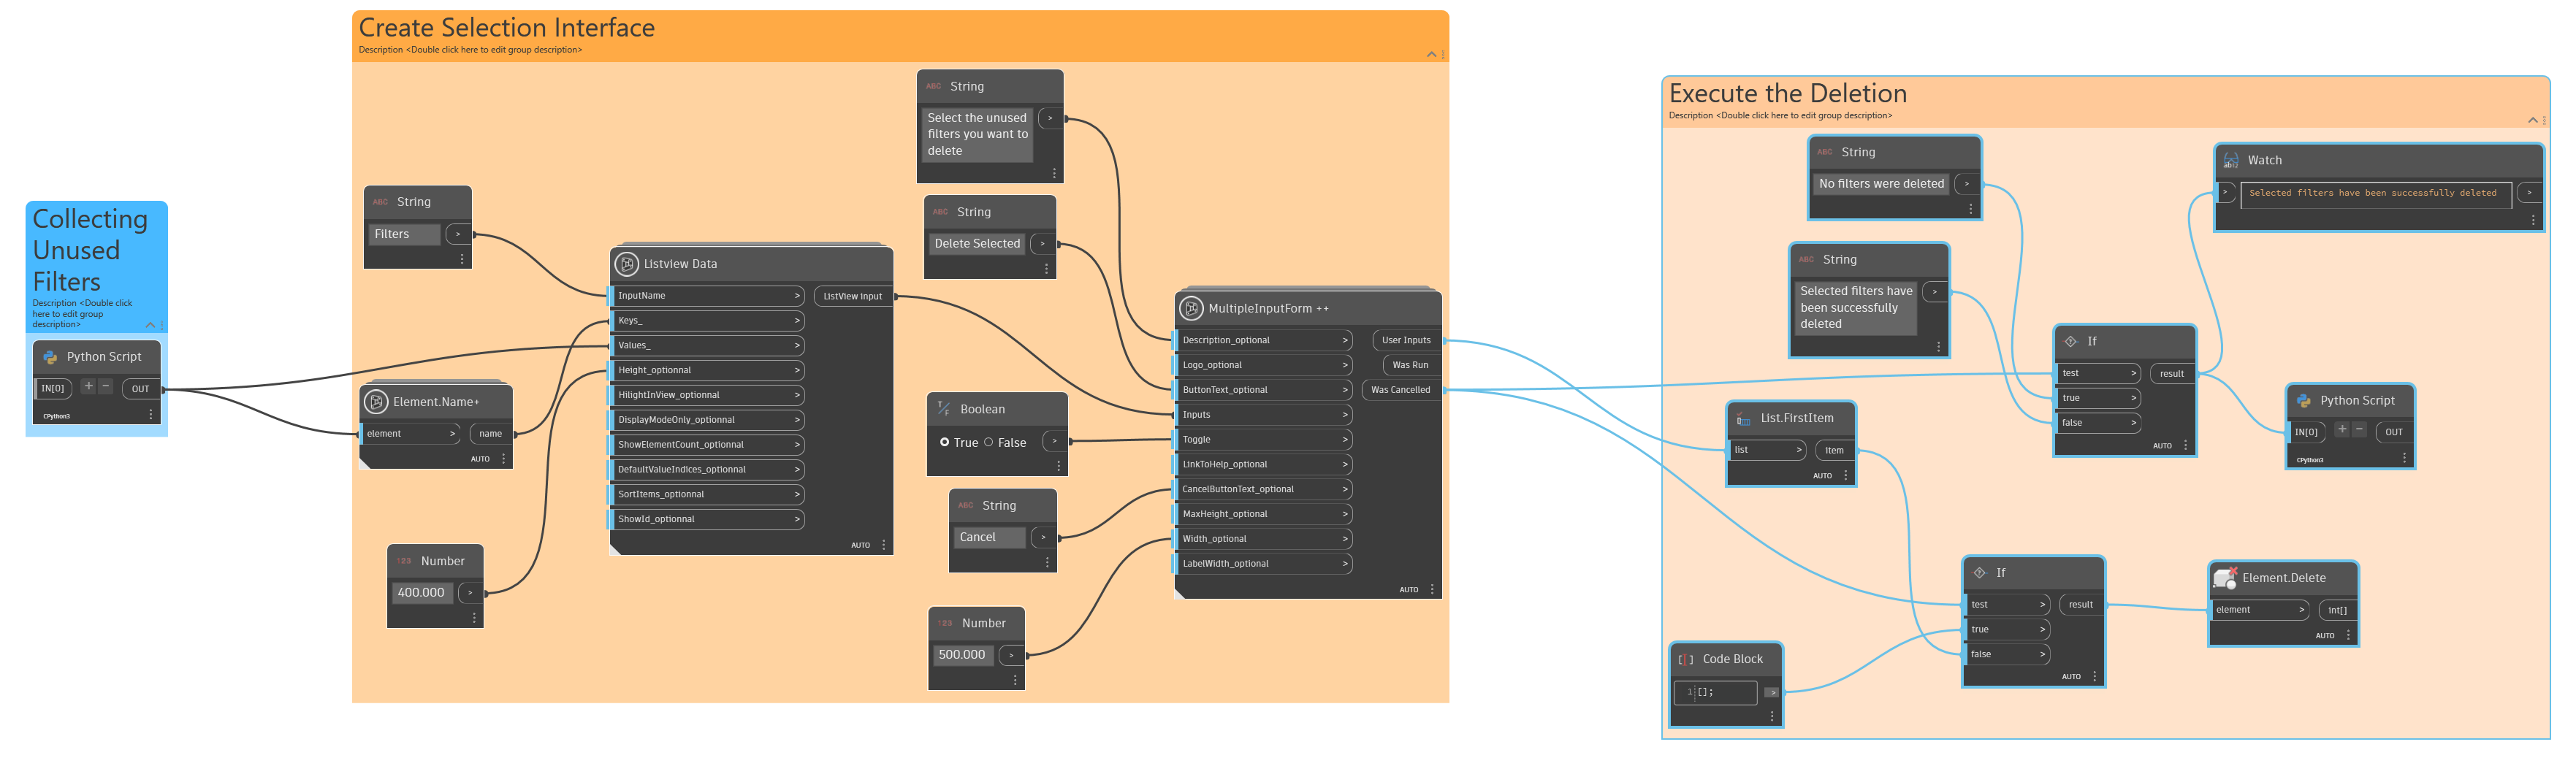 Collecting
Unused
Filters
Description <Double click
here to edit group
description>
Python Script
IN[0]
+
−
OUT
CPython3
Create Selection Interface
Description <Double click here to edit group description>
ABC String
Filters
>
Element.Name+
element >
name
AUTO
123 Number
400.000
>
Listview Data
InputName >
ListView Input
Keys_ >
Values_ >
Height_optionnal >
HilightInView_optionnal >
DisplayModeOnly_optionnal >
ShowElementCount_optionnal >
DefaultValueIndices_optionnal >
SortItems_optionnal >
ShowId_optionnal >
AUTO
ABC String
Select the unused
filters you want to
delete
>
ABC String
Delete Selected
>
T/F Boolean
True False
>
ABC String
Cancel
>
123 Number
500.000
>
MultipleInputForm ++
Description_optional >
User Inputs
Logo_optional >
Was Run
ButtonText_optional >
Was Cancelled
Inputs >
Toggle >
LinkToHelp_optional >
CancelButtonText_optional >
MaxHeight_optional >
Width_optional >
LabelWidth_optional >
AUTO
Execute the Deletion
Description <Double click here to edit group description>
ABC String
No filters were deleted
>
ABC String
Selected filters have
been successfully
deleted
>
List.FirstItem
list >
item
AUTO
Code Block
1 [];
>
If
test >
result
true >
false >
AUTO
If
test >
result
true >
false >
AUTO
Watch
>
Selected filters have been successfully deleted
>
Python Script
IN[0]
+
−
OUT
CPython3
Element.Delete
element >
int[]
AUTO